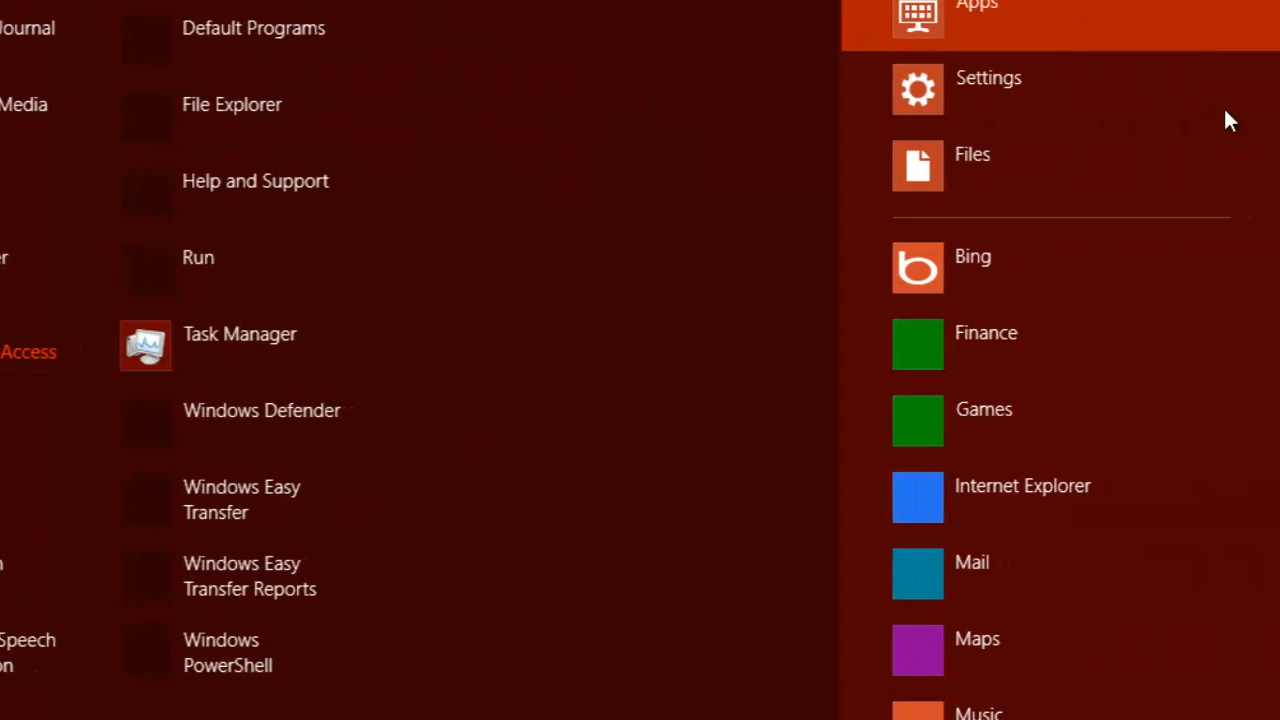 Journal
Media
r
Access
Speech
on
Default Programs
File Explorer
Help and Support
Run
Task Manager
Windows Defender
Windows Easy
Transfer
Windows Easy
Transfer Reports
Windows
PowerShell
Apps
Settings
Files
Bing
Finance
Games
Internet Explorer
Mail
Maps
Music